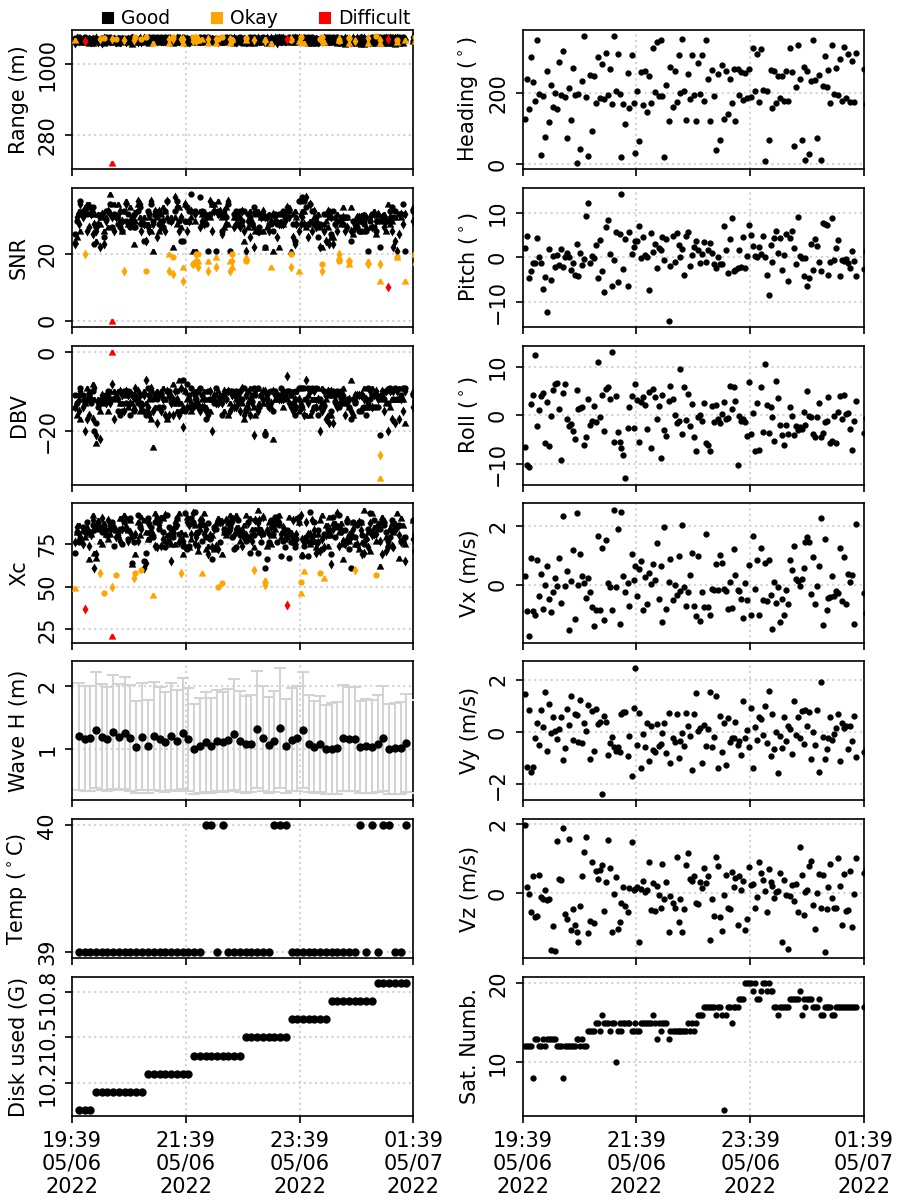 Good Okay Difficult
Range (m)
1000
280
Heading (°)
200
0
SNR
20
0
Pitch (°)
10
0
−10
DBV
0
−20
Roll (°)
10
0
−10
Xc
75
50
25
Vx (m/s)
2
0
Wave H (m)
2
1
Vy (m/s)
2
0
−2
Temp (°C)
40
39
Vz (m/s)
2
0
Disk used (G)
10.8
10.5
10.2
Sat. Numb.
20
10
19:39 21:39 23:39 01:39
05/06 05/06 05/06 05/07
2022 2022 2022 2022
19:39 21:39 23:39 01:39
05/06 05/06 05/06 05/07
2022 2022 2022 2022